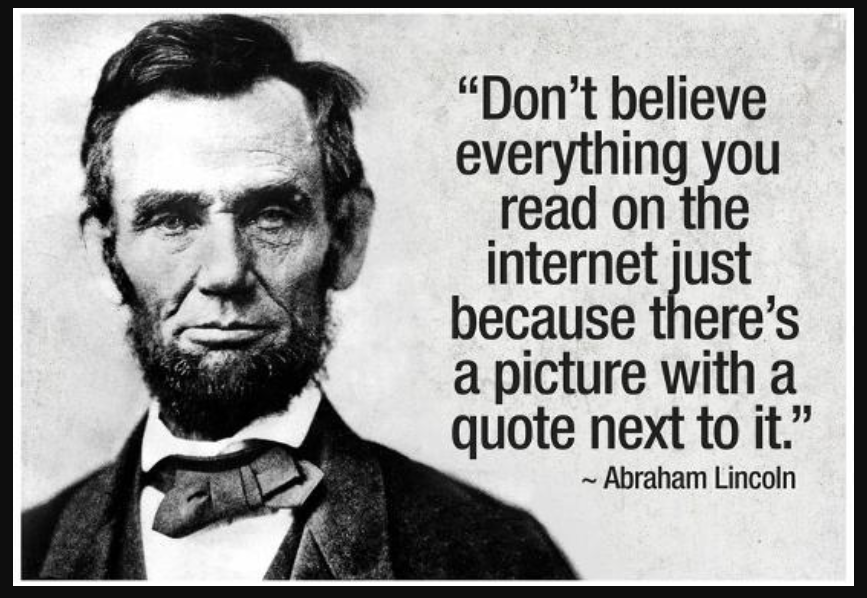 “Don’t believe
everything you
read on the
internet just
because there’s
a picture with a
quote next to it.”
~ Abraham Lincoln